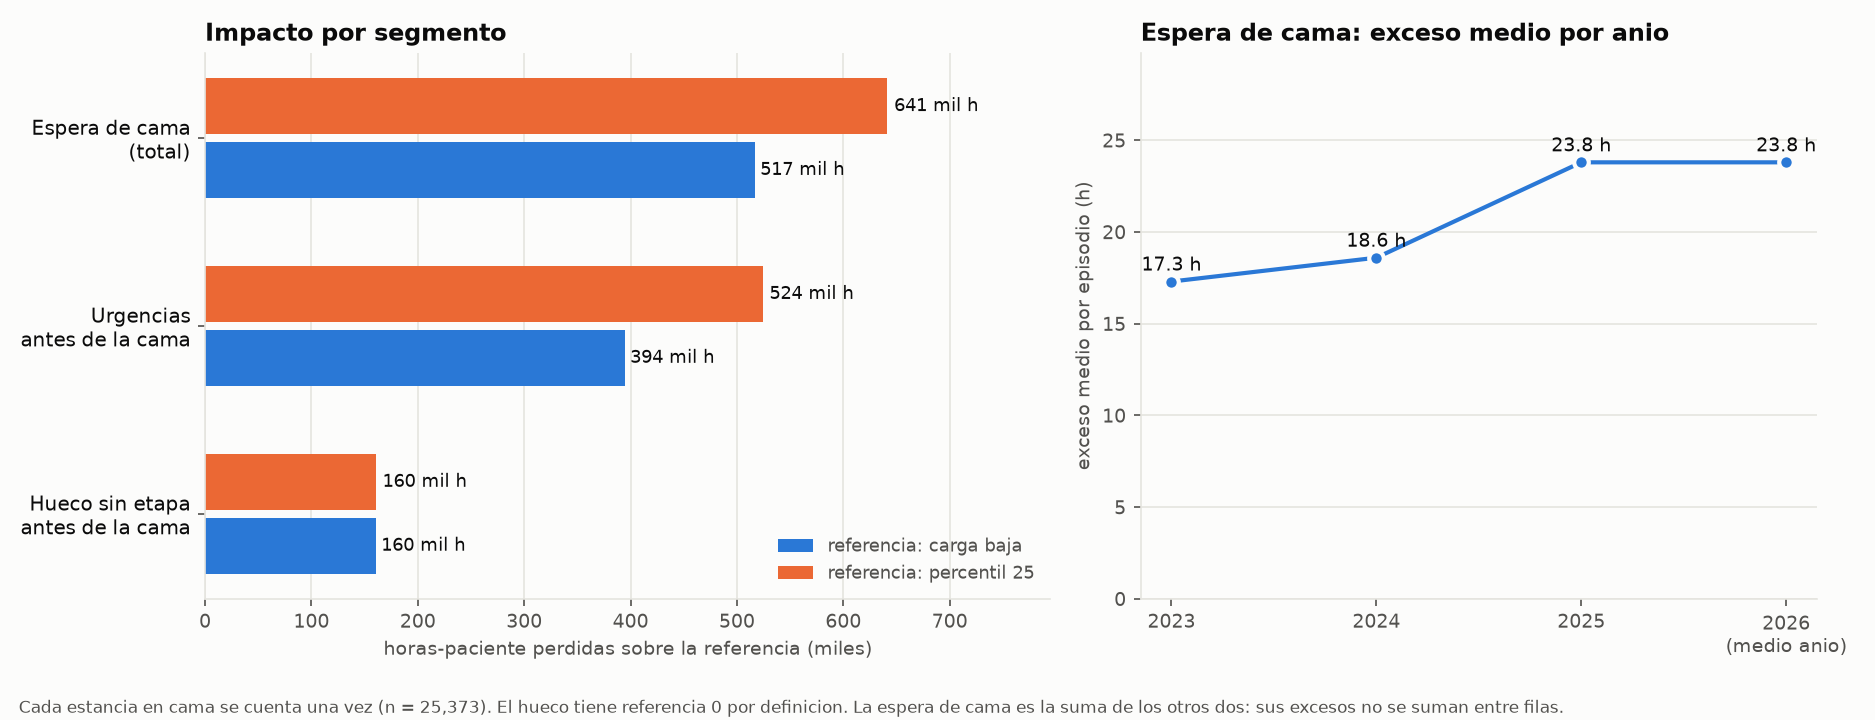 Impacto por segmento
Espera de cama
(total)
641 mil h
517 mil h
Urgencias
antes de la cama
524 mil h
394 mil h
Hueco sin etapa
antes de la cama
160 mil h
160 mil h
referencia: carga baja
referencia: percentil 25
0 100 200 300 400 500 600 700
horas-paciente perdidas sobre la referencia (miles)
Espera de cama: exceso medio por anio
exceso medio por episodio (h)
25
20
15
10
5
0
17.3 h
18.6 h
23.8 h
23.8 h
2023 2024 2025 2026
(medio anio)
Cada estancia en cama se cuenta una vez (n = 25,373). El hueco tiene referencia 0 por definicion. La espera de cama es la suma de los otros dos: sus excesos no se suman entre filas.